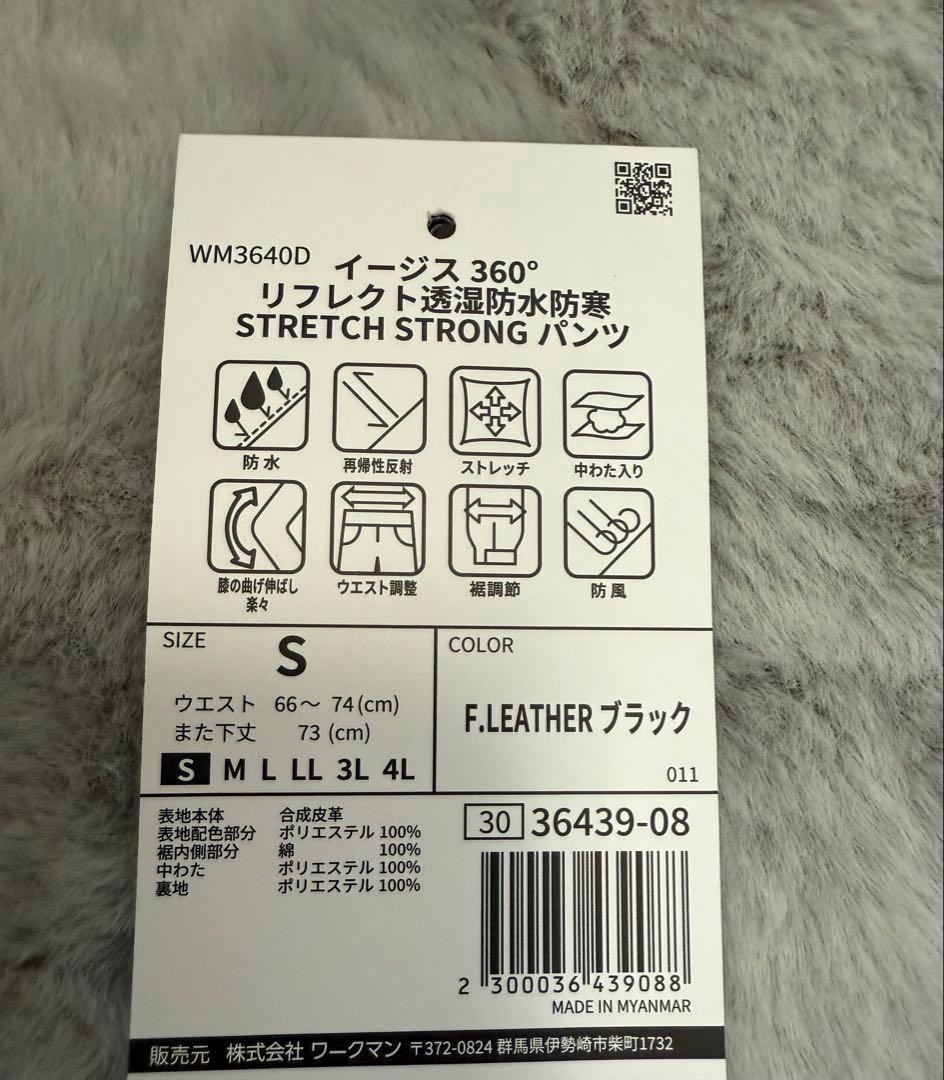 WM3640D
イージス 360°
リフレクト透湿防水防寒
STRETCH STRONG パンツ
防水
再帰性反射
ストレッチ
中わた入り
膝の曲げ伸ばし
楽々
ウエスト調整
裾調節
防風
SIZE
S
ウエスト 66〜 74(cm)
また下丈 73 (cm)
S M L LL 3L 4L
COLOR
F.LEATHER ブラック
011
表地本体 合成皮革
表地配色部分 ポリエステル 100%
裾内側部分 綿 100%
中わた ポリエステル 100%
裏地 ポリエステル 100%
30 36439-08
2 300036 439088
MADE IN MYANMAR
販売元 株式会社 ワークマン 〒372-0824 群馬県伊勢崎市柴町1732